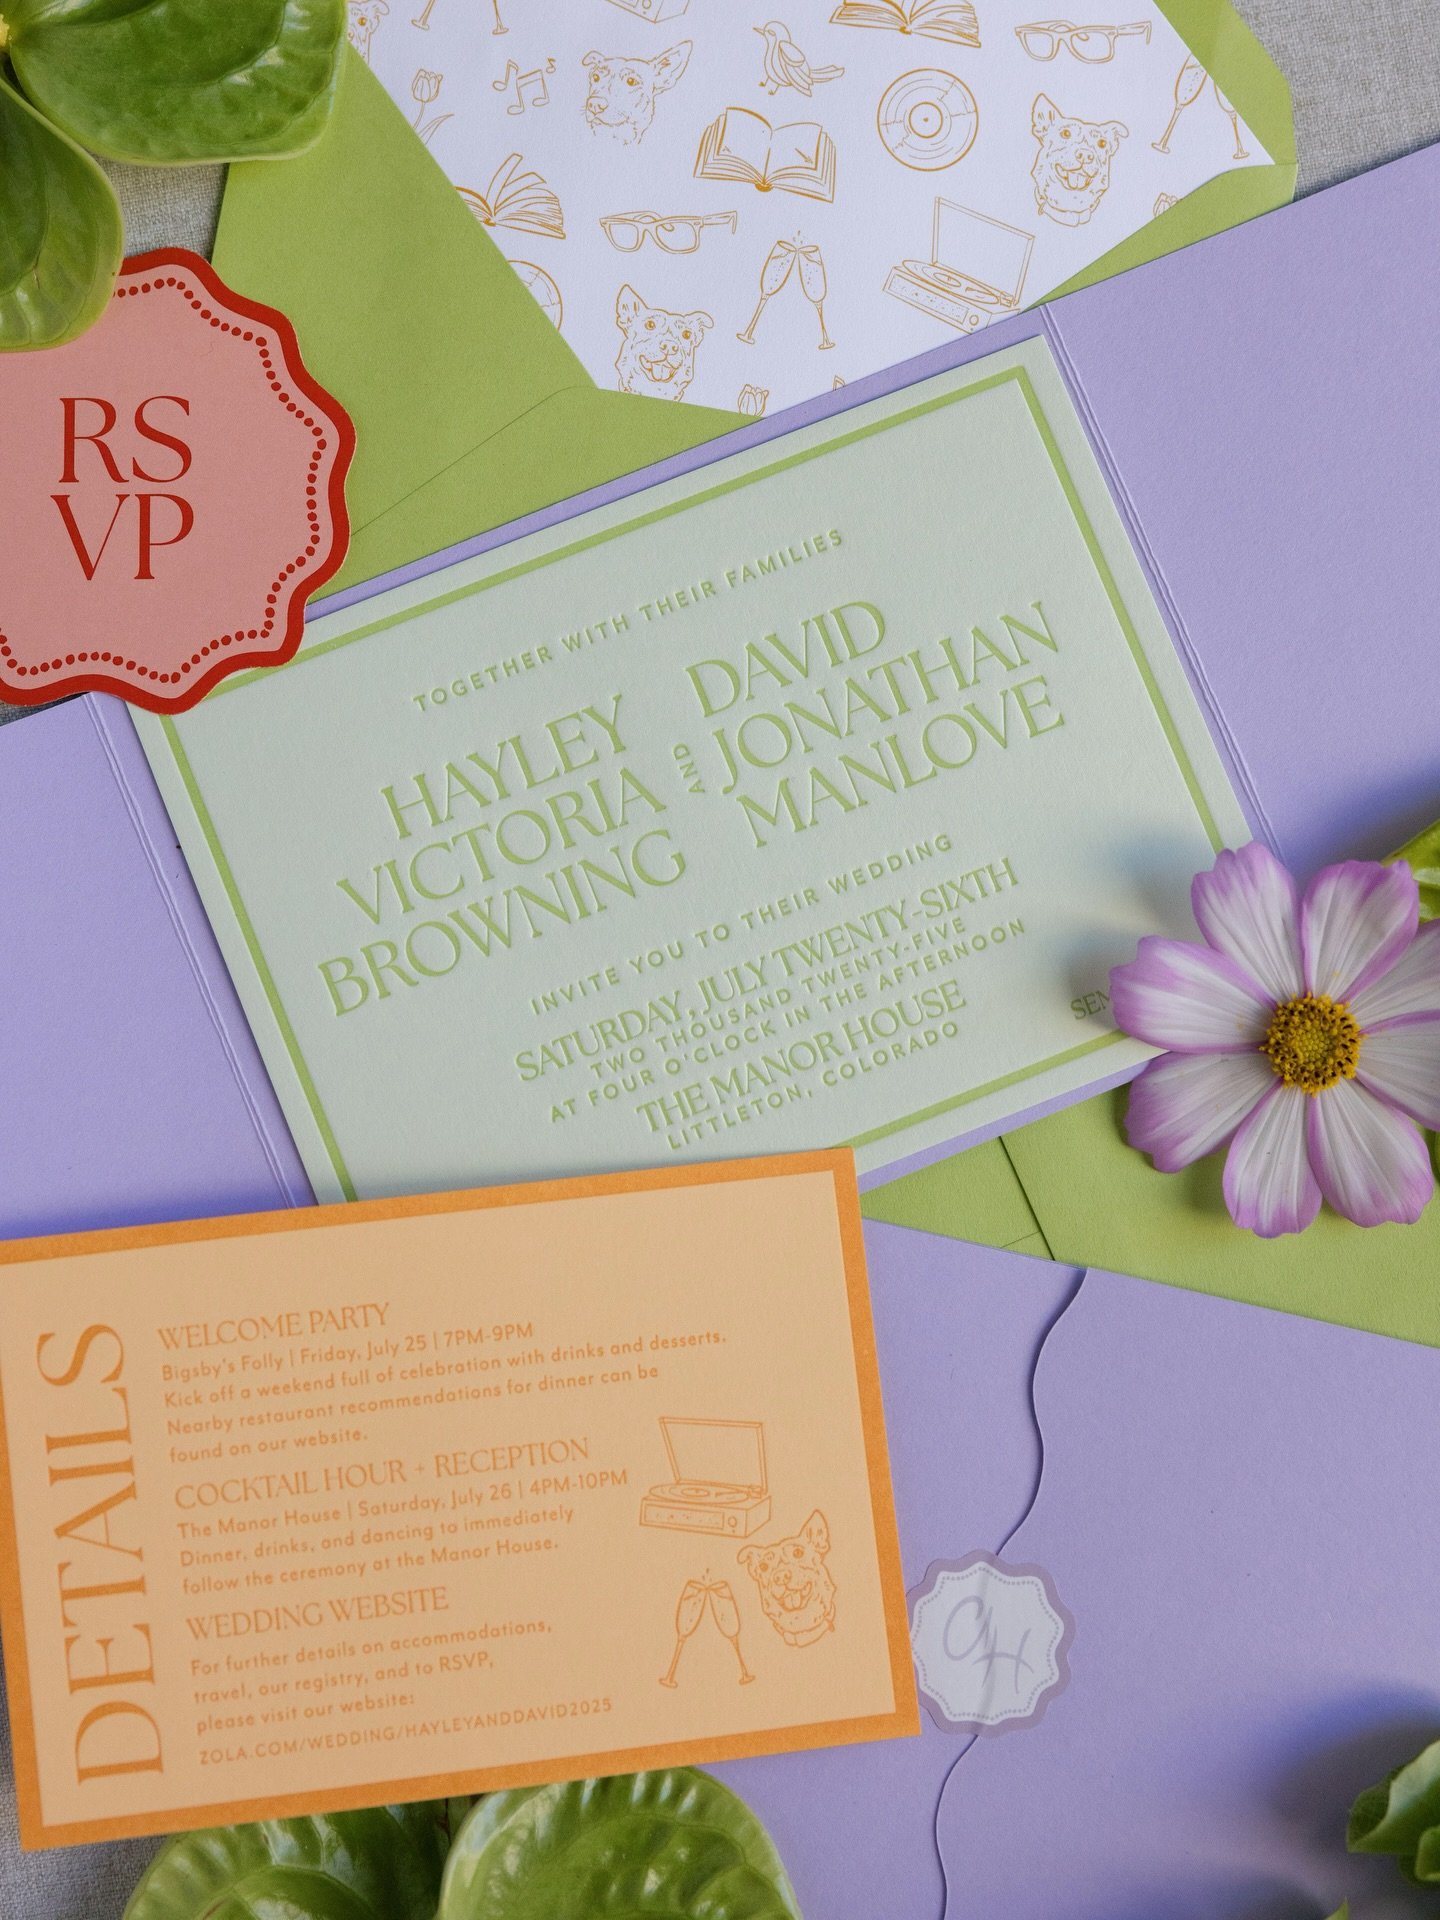 RS
VP
TOGETHER WITH THEIR FAMILIES
HAYLEY
VICTORIA
BROWNING
AND
DAVID
JONATHAN
MANLOVE
INVITE YOU TO THEIR WEDDING
SATURDAY, JULY TWENTY-SIXTH
TWO THOUSAND TWENTY-FIVE
AT FOUR O'CLOCK IN THE AFTERNOON
THE MANOR HOUSE
LITTLETON, COLORADO
DETAILS
WELCOME PARTY
Bigsby's Folly | Friday, July 25 | 7PM-9PM
Kick off a weekend full of celebration with drinks and desserts.
Nearby restaurant recommendations for dinner can be
found on our website.
COCKTAIL HOUR + RECEPTION
The Manor House | Saturday, July 26 | 4PM-10PM
Dinner, drinks, and dancing to immediately
follow the ceremony at the Manor House.
WEDDING WEBSITE
For further details on accommodations,
travel, our registry, and to RSVP,
please visit our website:
ZOLA.COM/WEDDING/HAYLEYANDDAVID2025